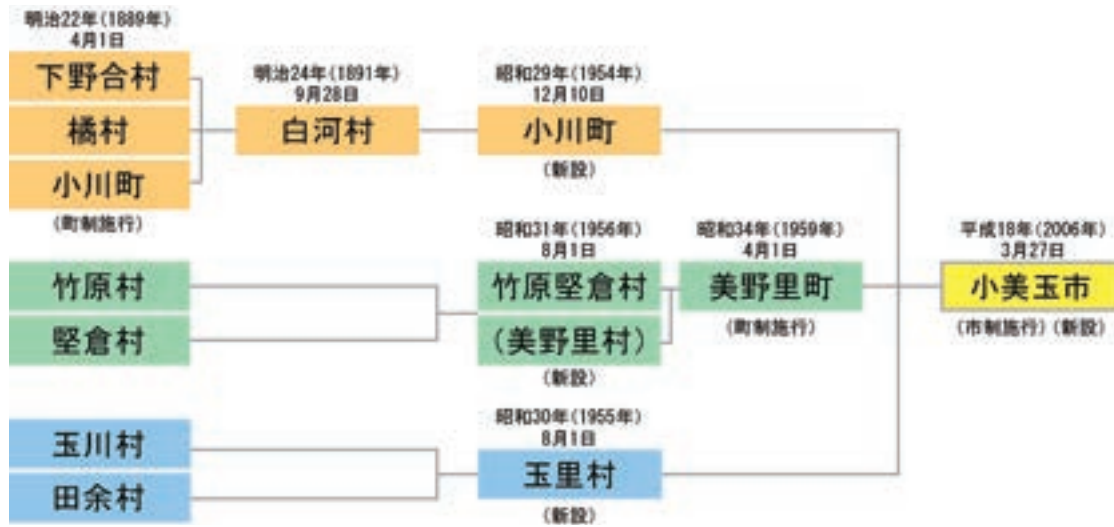 明治22年(1889年)
4月1日
下野合村
橘村
小川町
(町制施行)
明治24年(1891年)
9月28日
白河村
昭和29年(1954年)
12月10日
小川町
(新設)
竹原村
堅倉村
昭和31年(1956年)
8月1日
竹原堅倉村
(美野里村)
(新設)
昭和34年(1959年)
4月1日
美野里町
(町制施行)
玉川村
田余村
昭和30年(1955年)
8月1日
玉里村
(新設)
平成18年(2006年)
3月27日
小美玉市
(市制施行)(新設)